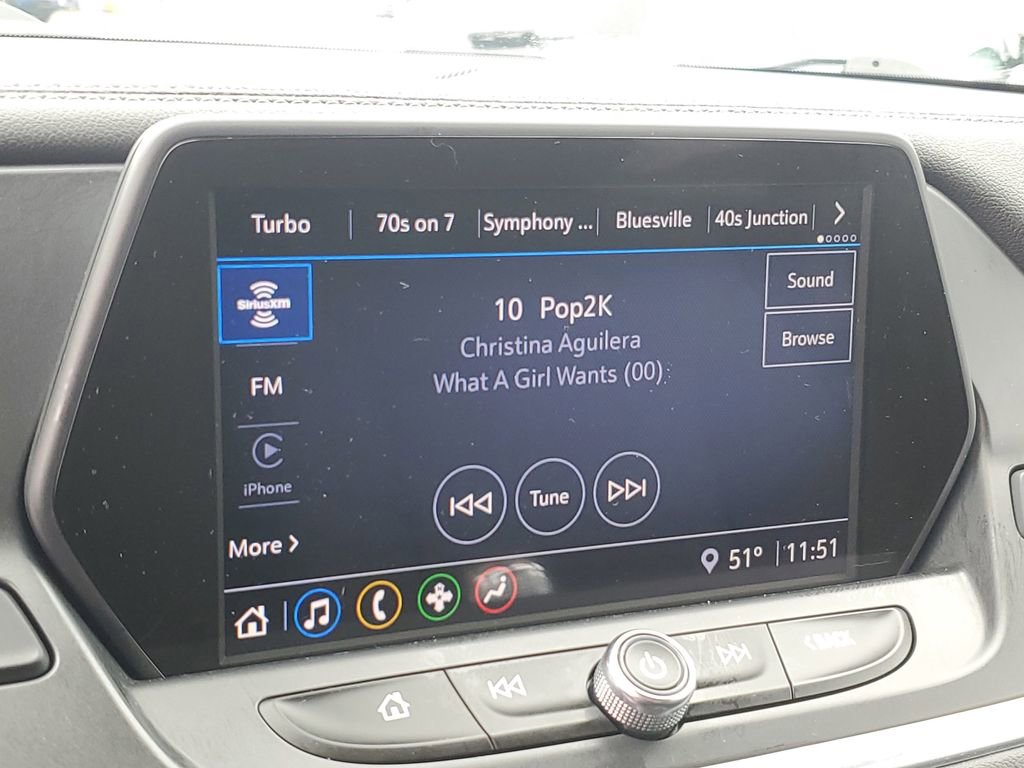 Turbo
70s on 7
Symphony ...
Bluesville
40s Junction
SiriusXM
10 Pop2K
Sound
Christina Aguilera
Browse
What A Girl Wants (00)
FM
iPhone
Tune
More
51° 11:51
BACK